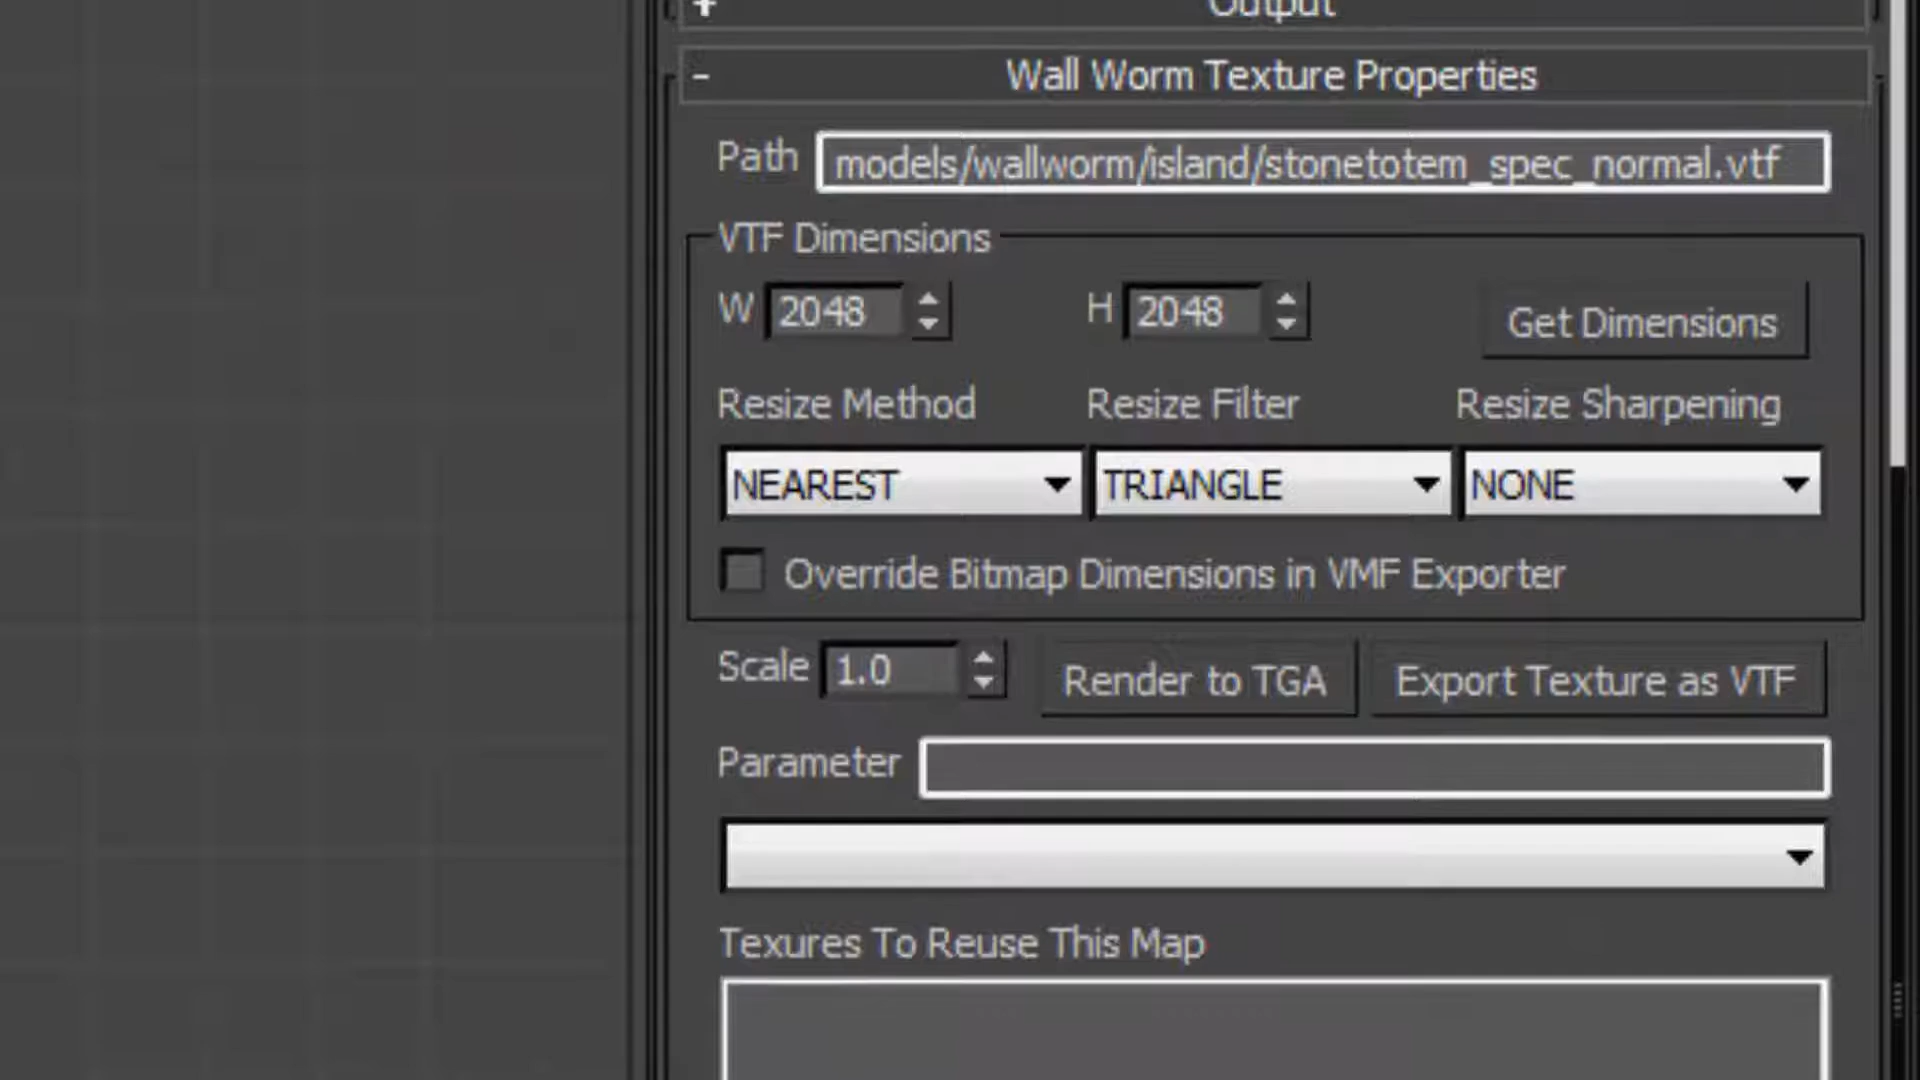 + Output
- Wall Worm Texture Properties
Path models/wallworm/island/stonetotem_spec_normal.vtf
VTF Dimensions
W 2048 H 2048 Get Dimensions
Resize Method Resize Filter Resize Sharpening
NEAREST TRIANGLE NONE
Override Bitmap Dimensions in VMF Exporter
Scale 1.0 Render to TGA Export Texture as VTF
Parameter
Texures To Reuse This Map